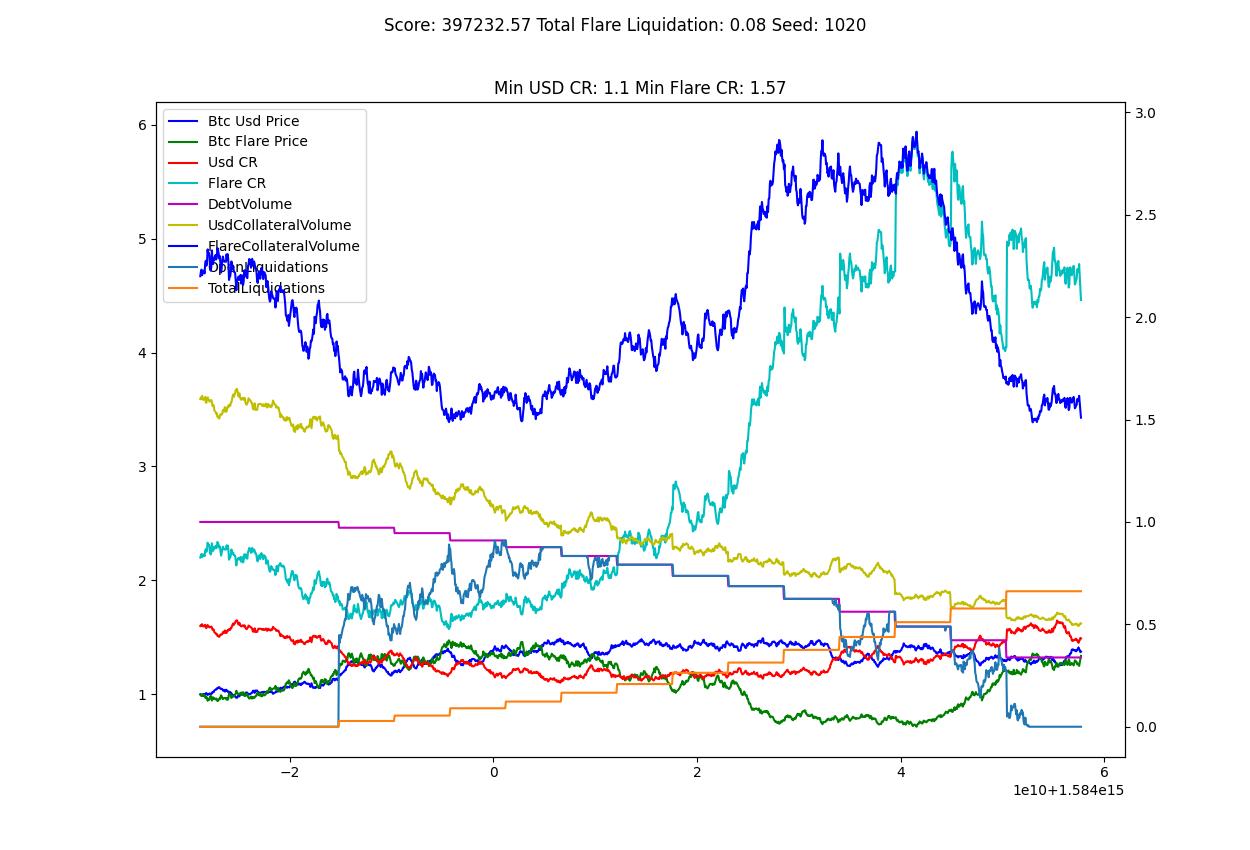 Score: 397232.57 Total Flare Liquidation: 0.08 Seed: 1020
Min USD CR: 1.1 Min Flare CR: 1.57
Btc Usd Price
Btc Flare Price
Usd CR
Flare CR
DebtVolume
UsdCollateralVolume
FlareCollateralVolume
OpenLiquidations
TotalLiquidations
6
5
4
3
2
1
3.0
2.5
2.0
1.5
1.0
0.5
0.0
−2
0
2
4
6
1e10+1.584e15